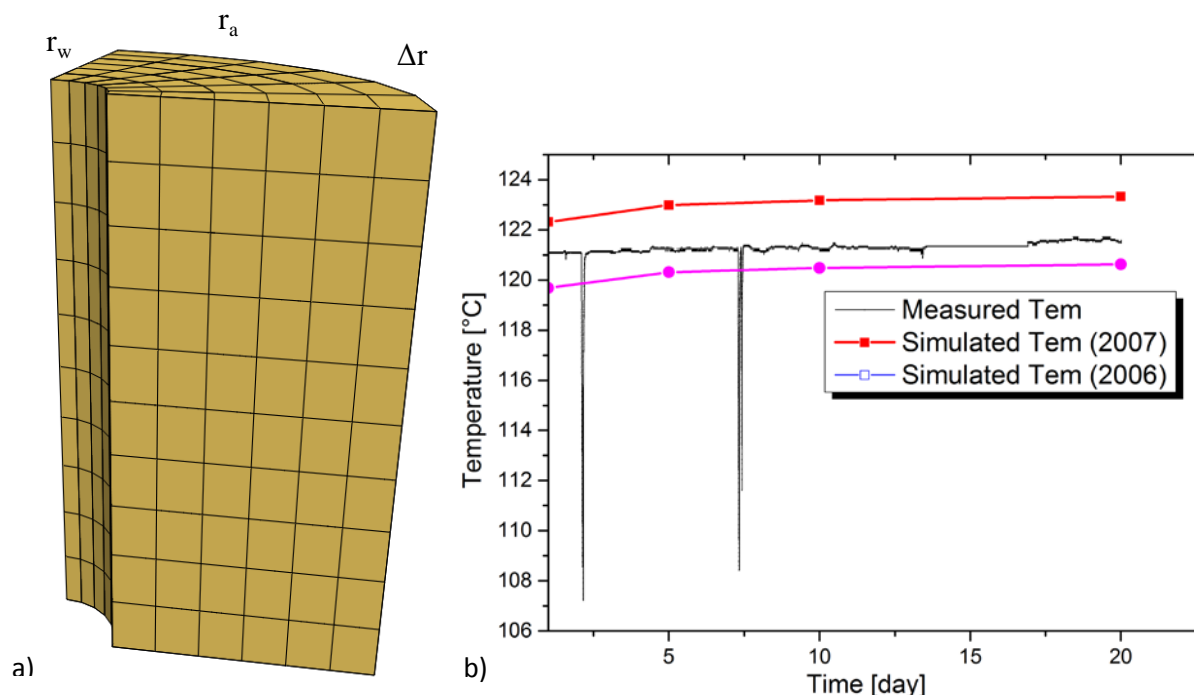 r_w
r_a
Δr
a)
b)
Temperature [°C]
124
122
120
118
116
114
112
110
108
106
5
10
15
20
Time [day]
Measured Tem
Simulated Tem (2007)
Simulated Tem (2006)